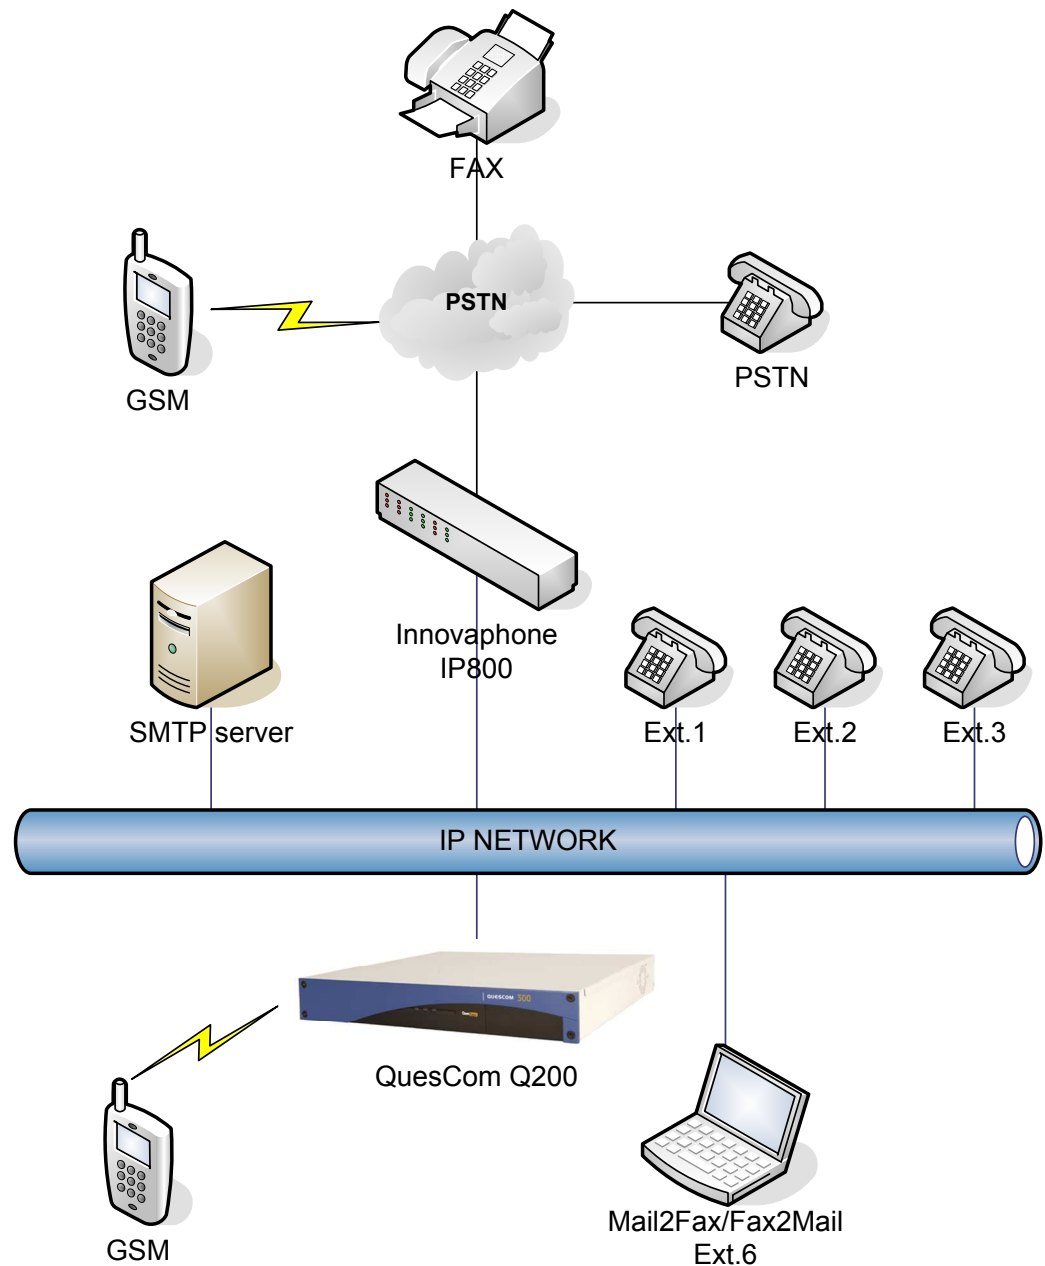 FAX
PSTN
GSM
PSTN
Innovaphone
IP800
SMTP server
Ext.1
Ext.2
Ext.3
IP NETWORK
QUESCOM 300
QuesCom Q200
GSM
Mail2Fax/Fax2Mail
Ext.6